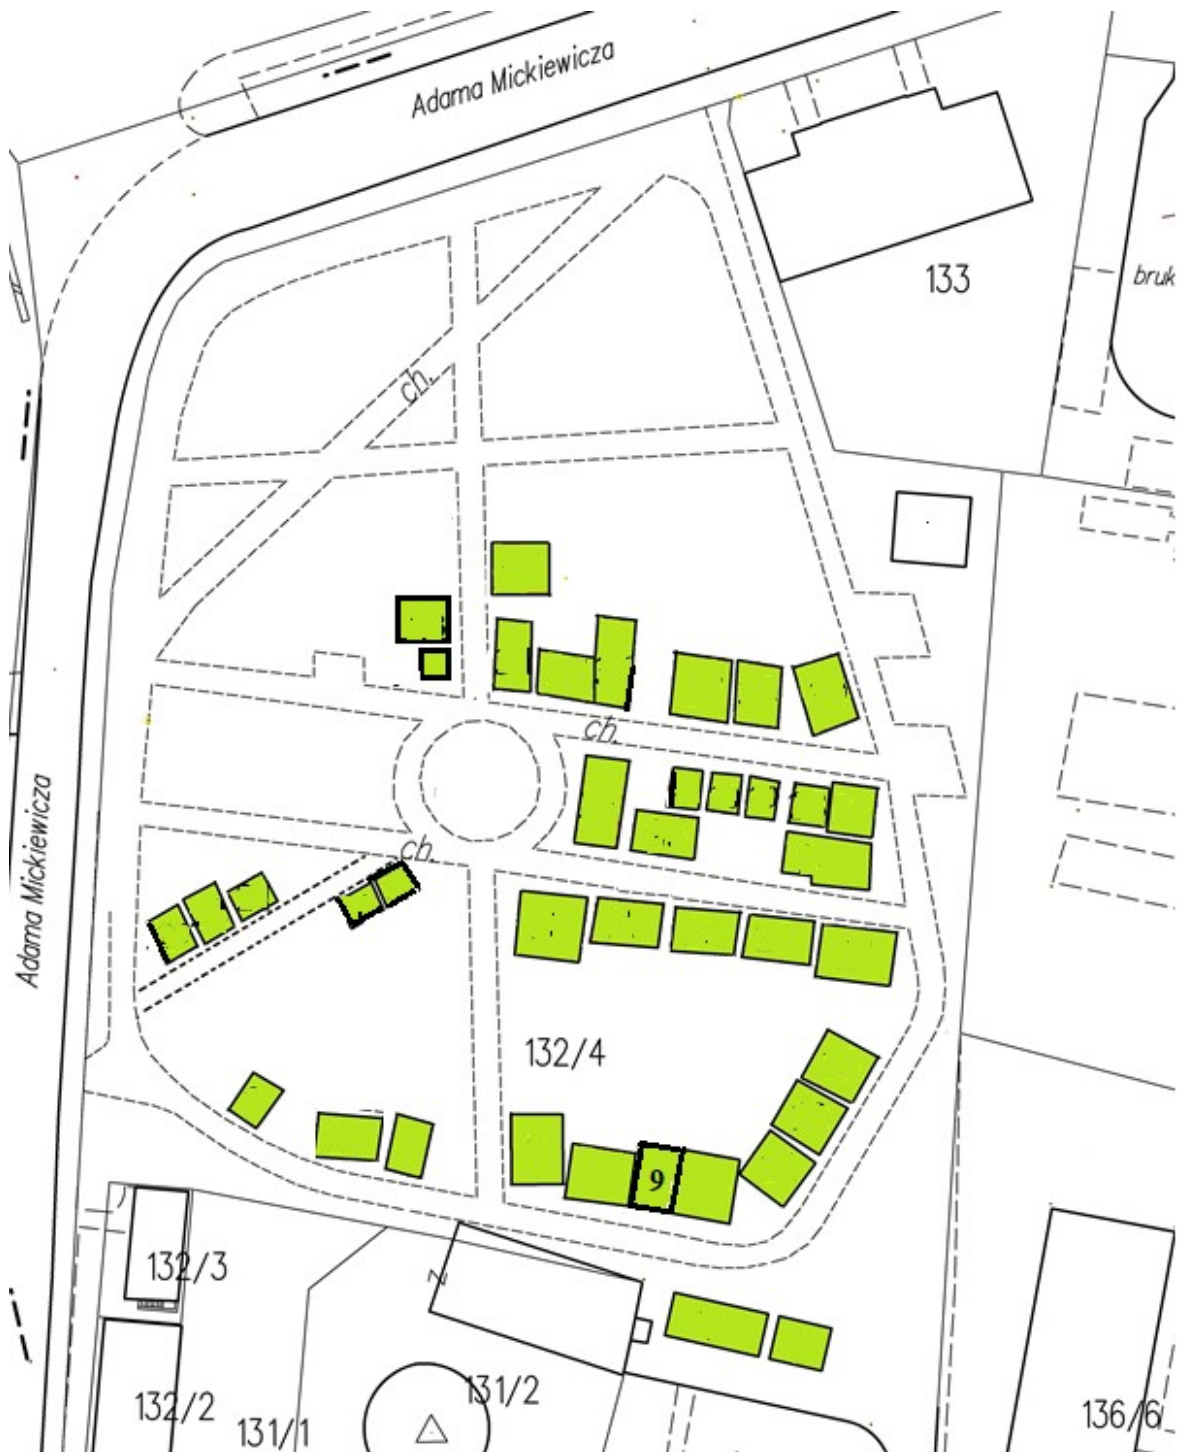 Adama Mickiewicza
133
bruk
ch.
ch.
Adama Mickiewicza
ch.
132/4
9
132/3
Z
132/2
131/1
131/2
136/6